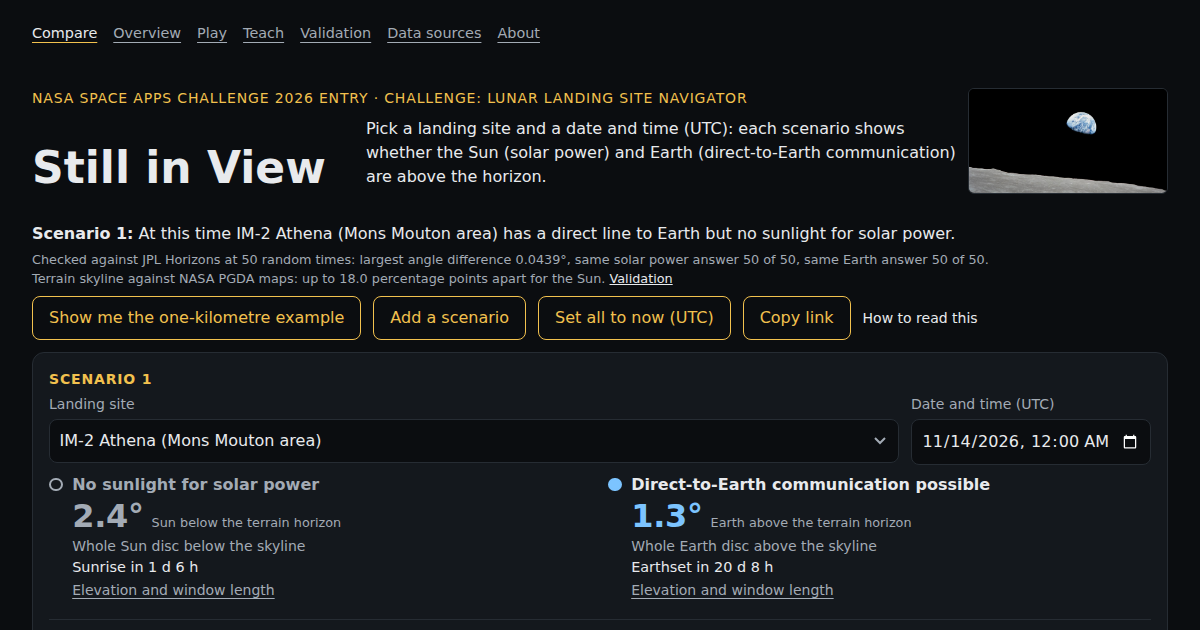 Compare Overview Play Teach Validation Data sources About
NASA SPACE APPS CHALLENGE 2026 ENTRY · CHALLENGE: LUNAR LANDING SITE NAVIGATOR
Still in View
Pick a landing site and a date and time (UTC): each scenario shows
whether the Sun (solar power) and Earth (direct-to-Earth communication)
are above the horizon.
Scenario 1: At this time IM-2 Athena (Mons Mouton area) has a direct line to Earth but no sunlight for solar power.
Checked against JPL Horizons at 50 random times: largest angle difference 0.0439°, same solar power answer 50 of 50, same Earth answer 50 of 50.
Terrain skyline against NASA PGDA maps: up to 18.0 percentage points apart for the Sun. Validation
Show me the one-kilometre example Add a scenario Set all to now (UTC) Copy link How to read this
SCENARIO 1
Landing site Date and time (UTC)
IM-2 Athena (Mons Mouton area) 11/14/2026, 12:00 AM
No sunlight for solar power Direct-to-Earth communication possible
2.4° Sun below the terrain horizon 1.3° Earth above the terrain horizon
Whole Sun disc below the skyline Whole Earth disc above the skyline
Sunrise in 1 d 6 h Earthset in 20 d 8 h
Elevation and window length Elevation and window length